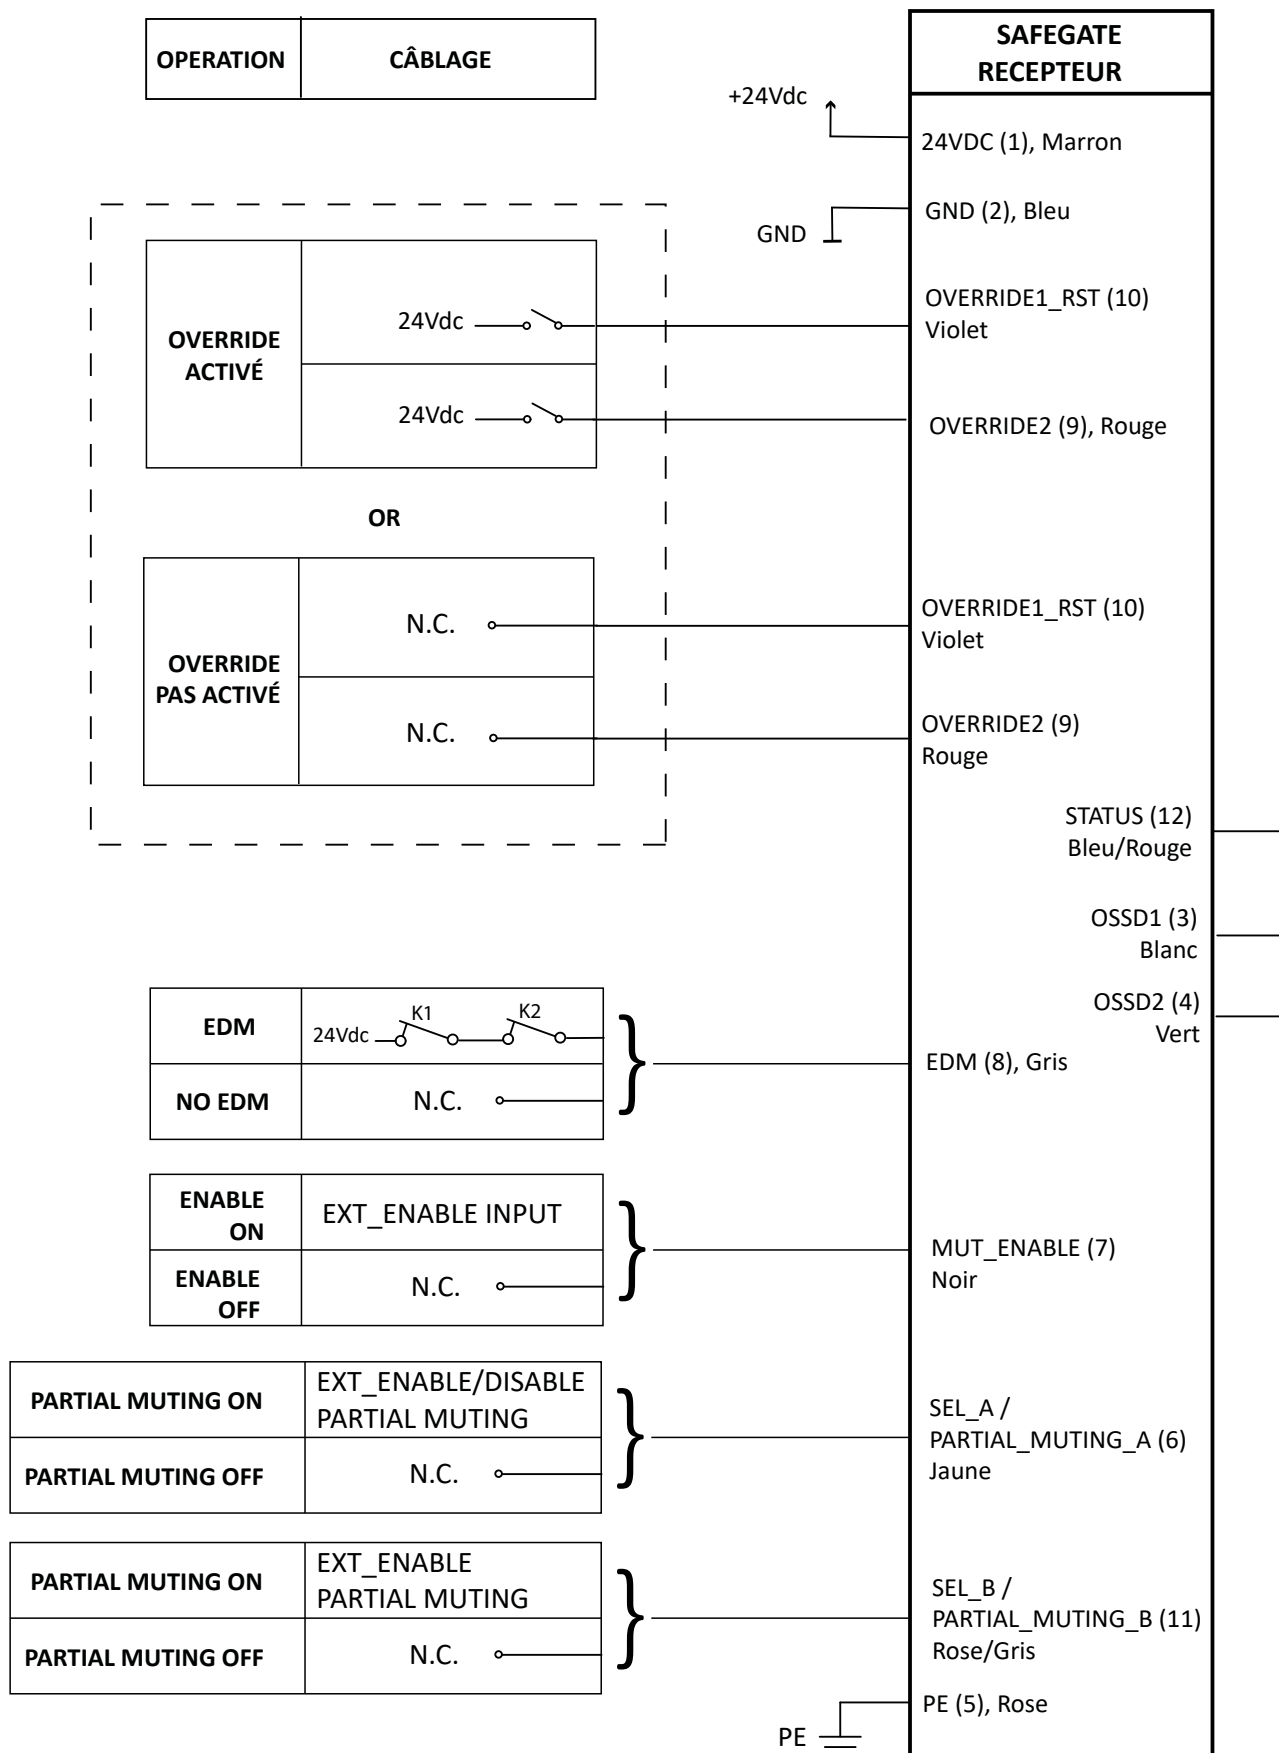 OPERATION CÂBLAGE
SAFEGATE
RECEPTEUR
+24Vdc
24VDC (1), Marron
GND
GND (2), Bleu
OVERRIDE
ACTIVÉ
24Vdc
OVERRIDE1_RST (10)
Violet
24Vdc
OVERRIDE2 (9), Rouge
OR
OVERRIDE
PAS ACTIVÉ
N.C.
OVERRIDE1_RST (10)
Violet
N.C.
OVERRIDE2 (9)
Rouge
STATUS (12)
Bleu/Rouge
OSSD1 (3)
Blanc
OSSD2 (4)
Vert
EDM
24Vdc K1 K2
NO EDM
N.C.
EDM (8), Gris
ENABLE
ON
EXT_ENABLE INPUT
ENABLE
OFF
N.C.
MUT_ENABLE (7)
Noir
PARTIAL MUTING ON
EXT_ENABLE/DISABLE
PARTIAL MUTING
PARTIAL MUTING OFF
N.C.
SEL_A /
PARTIAL_MUTING_A (6)
Jaune
PARTIAL MUTING ON
EXT_ENABLE
PARTIAL MUTING
PARTIAL MUTING OFF
N.C.
SEL_B /
PARTIAL_MUTING_B (11)
Rose/Gris
PE
PE (5), Rose